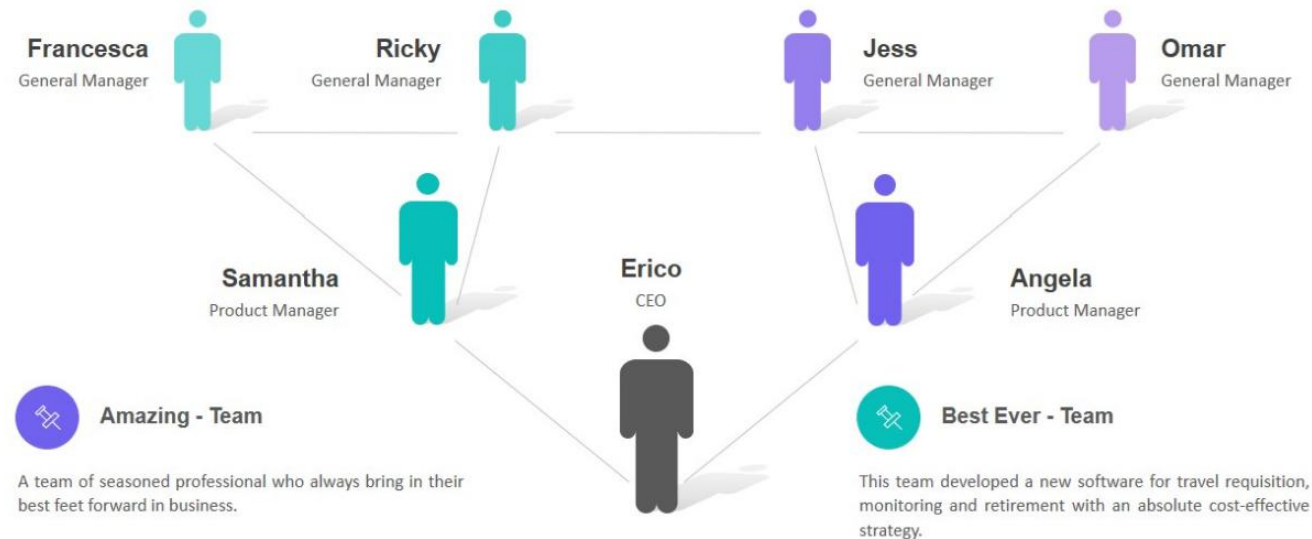 Francesca
General Manager
Ricky
General Manager
Jess
General Manager
Omar
General Manager
Samantha
Product Manager
Erico
CEO
Angela
Product Manager
Amazing - Team
A team of seasoned professional who always bring in their
best feet forward in business.
Best Ever - Team
This team developed a new software for travel requisition,
monitoring and retirement with an absolute cost-effective
strategy.